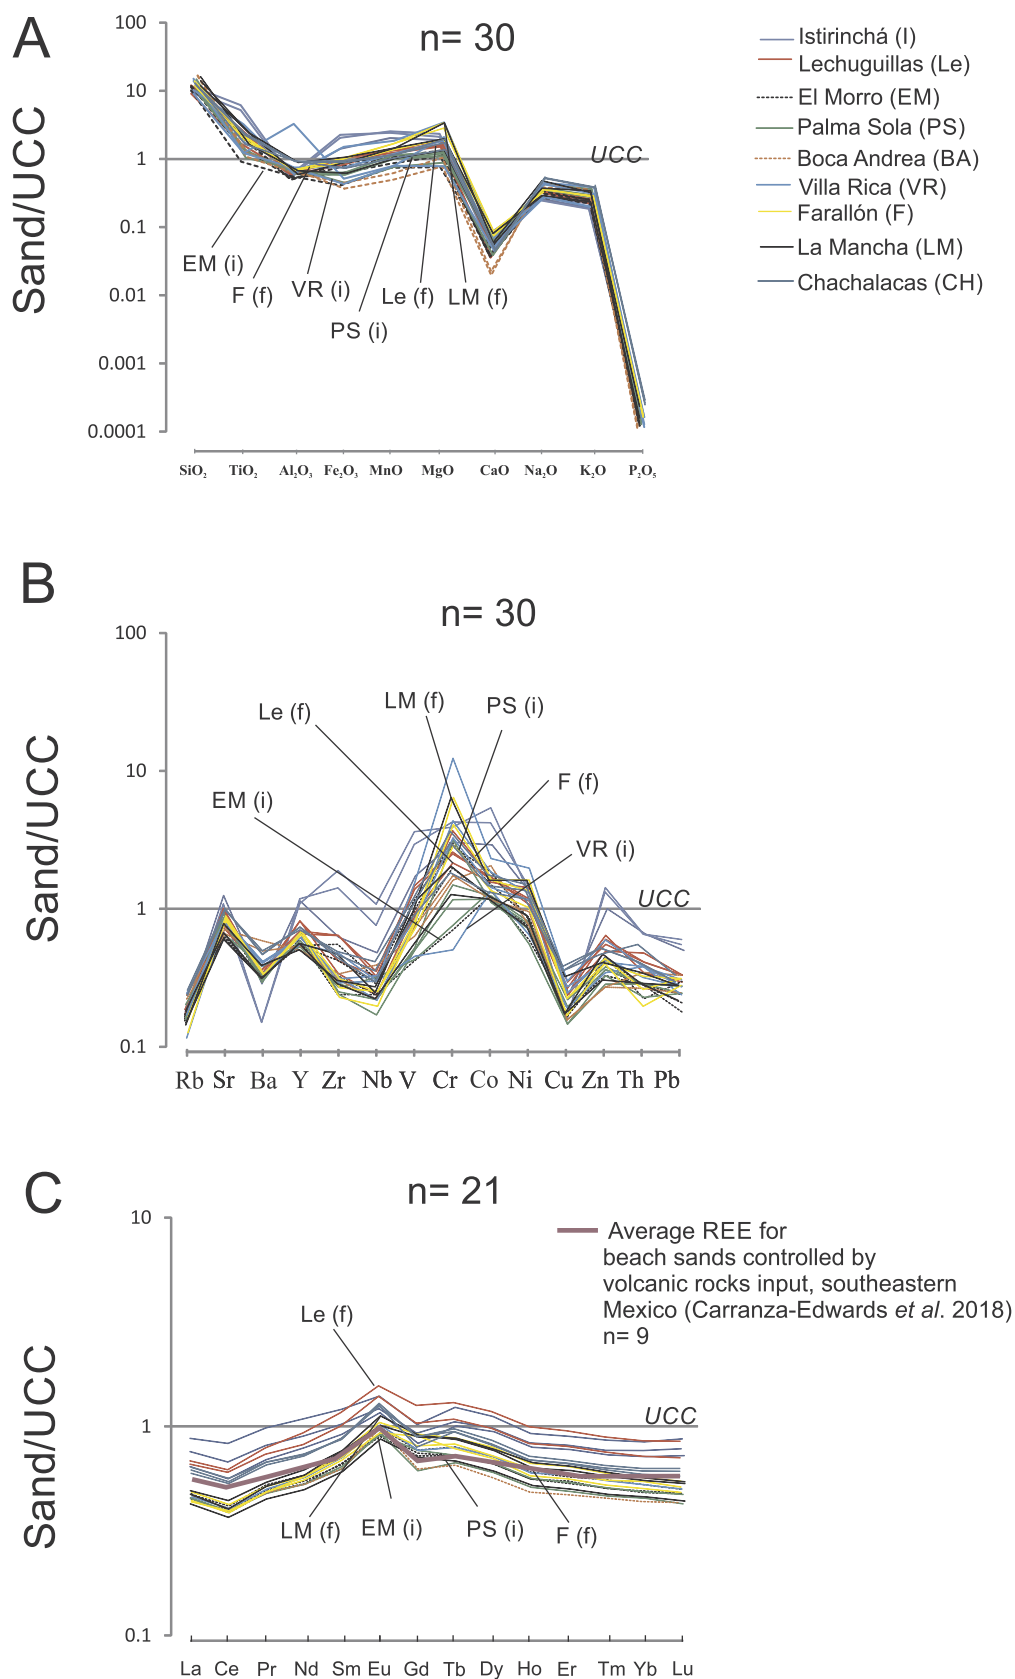 A
n= 30
Sand/UCC
100
10
1
0.1
0.01
0.001
0.0001
UCC
EM (i)
F (f)
VR (i)
PS (i)
Le (f)
LM (f)
SiO₂ TiO₂ Al₂O₃ Fe₂O₃ MnO MgO CaO Na₂O K₂O P₂O₅
Istirinchá (I)
Lechuguillas (Le)
El Morro (EM)
Palma Sola (PS)
Boca Andrea (BA)
Villa Rica (VR)
Farallón (F)
La Mancha (LM)
Chachalacas (CH)
B
n= 30
Sand/UCC
100
10
1
0.1
Le (f)
LM (f)
PS (i)
EM (i)
F (f)
VR (i)
UCC
Rb Sr Ba Y Zr Nb V Cr Co Ni Cu Zn Th Pb
C
n= 21
Sand/UCC
10
1
0.1
Average REE for
beach sands controlled by
volcanic rocks input, southeastern
Mexico (Carranza-Edwards et al. 2018)
n= 9
Le (f)
UCC
LM (f)
EM (i)
PS (i)
F (f)
La Ce Pr Nd Sm Eu Gd Tb Dy Ho Er Tm Yb Lu